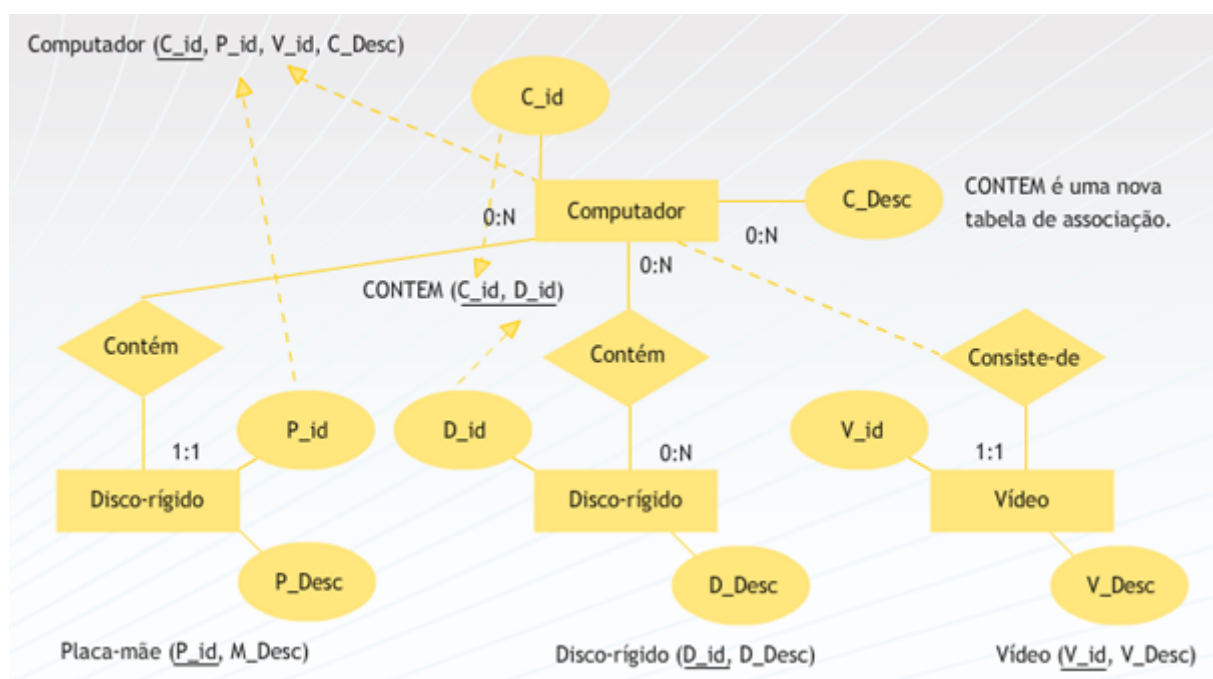 Computador (C_id, P_id, V_id, C_Desc)
C_id
Computador
C_Desc
CONTEM é uma nova
tabela de associação.
0:N
0:N
0:N
CONTEM (C_id, D_id)
Contém
Contém
Consiste-de
P_id
D_id
V_id
1:1
0:N
1:1
Disco-rígido
Disco-rígido
Vídeo
P_Desc
D_Desc
V_Desc
Placa-mãe (P_id, M_Desc)
Disco-rígido (D_id, D_Desc)
Vídeo (V_id, V_Desc)